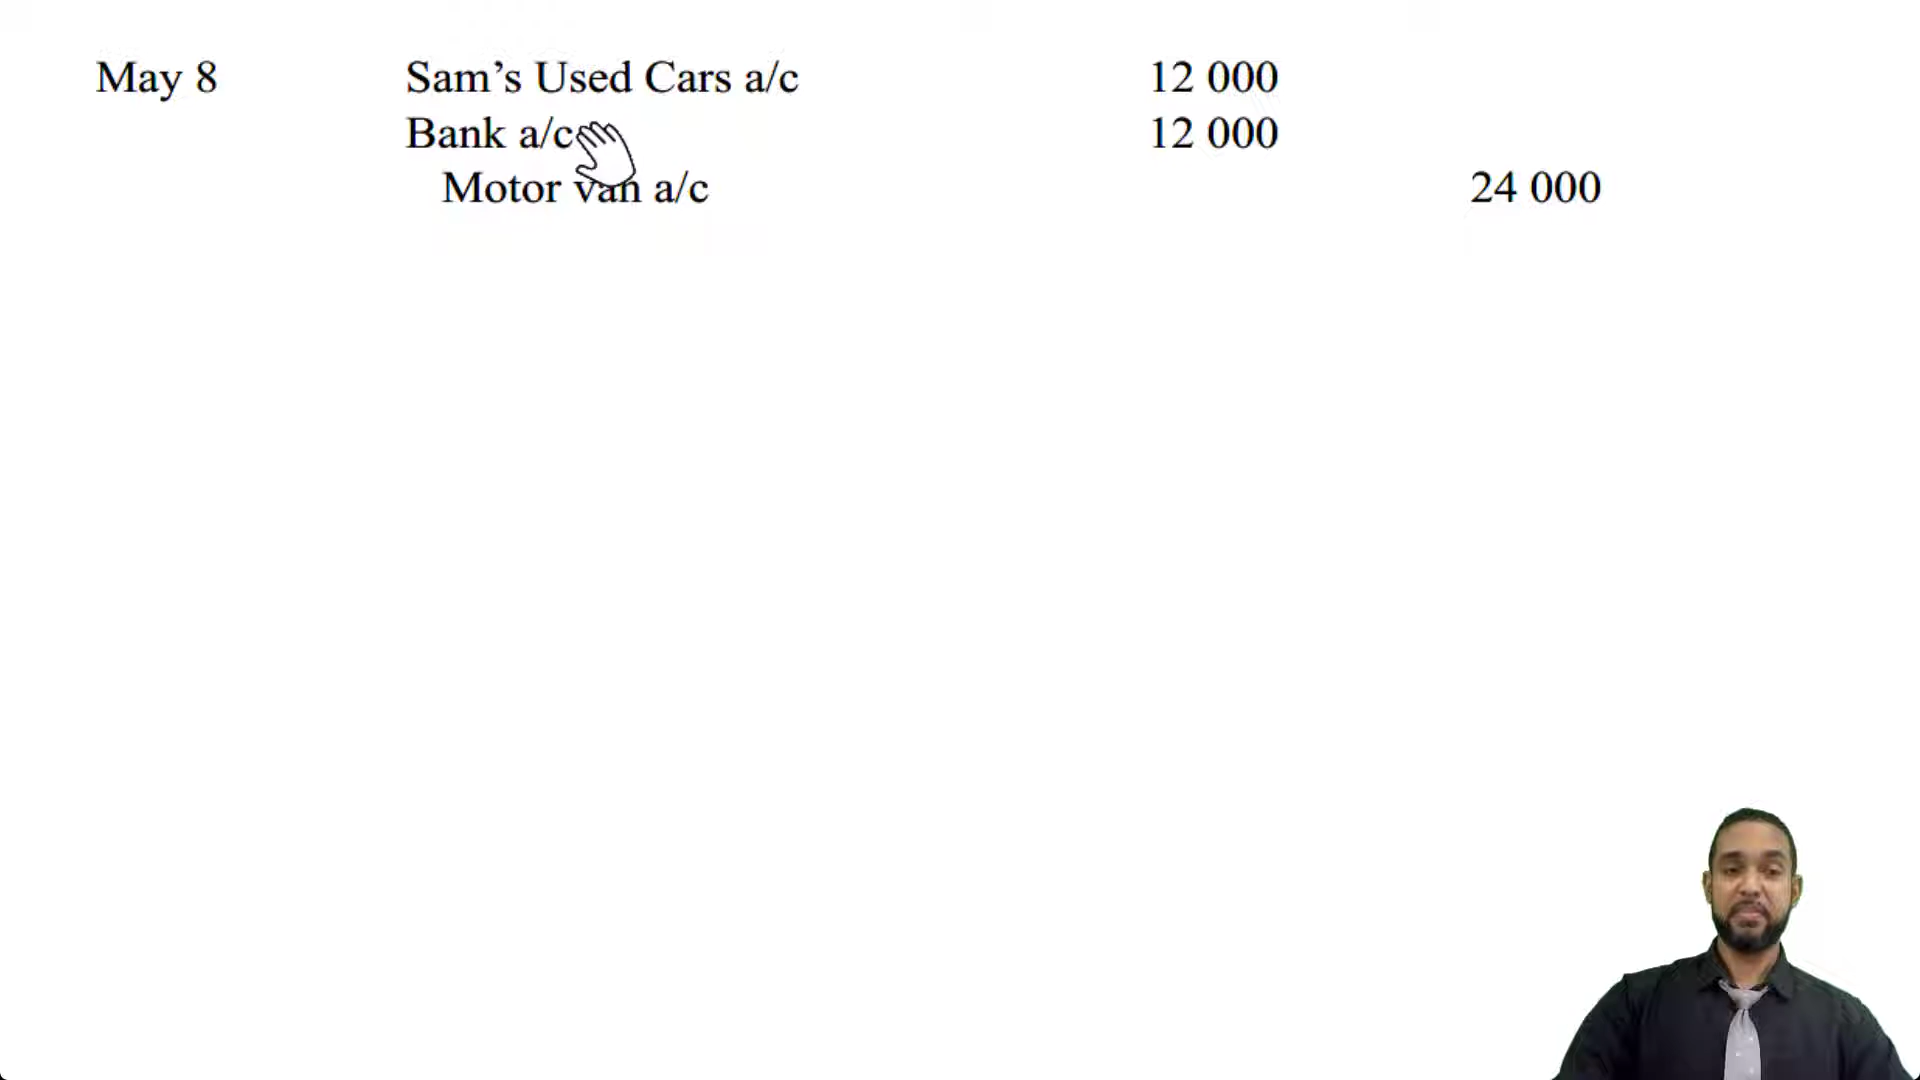 May 8 Sam’s Used Cars a/c 12 000
Bank a/c 12 000
Motor van a/c 24 000